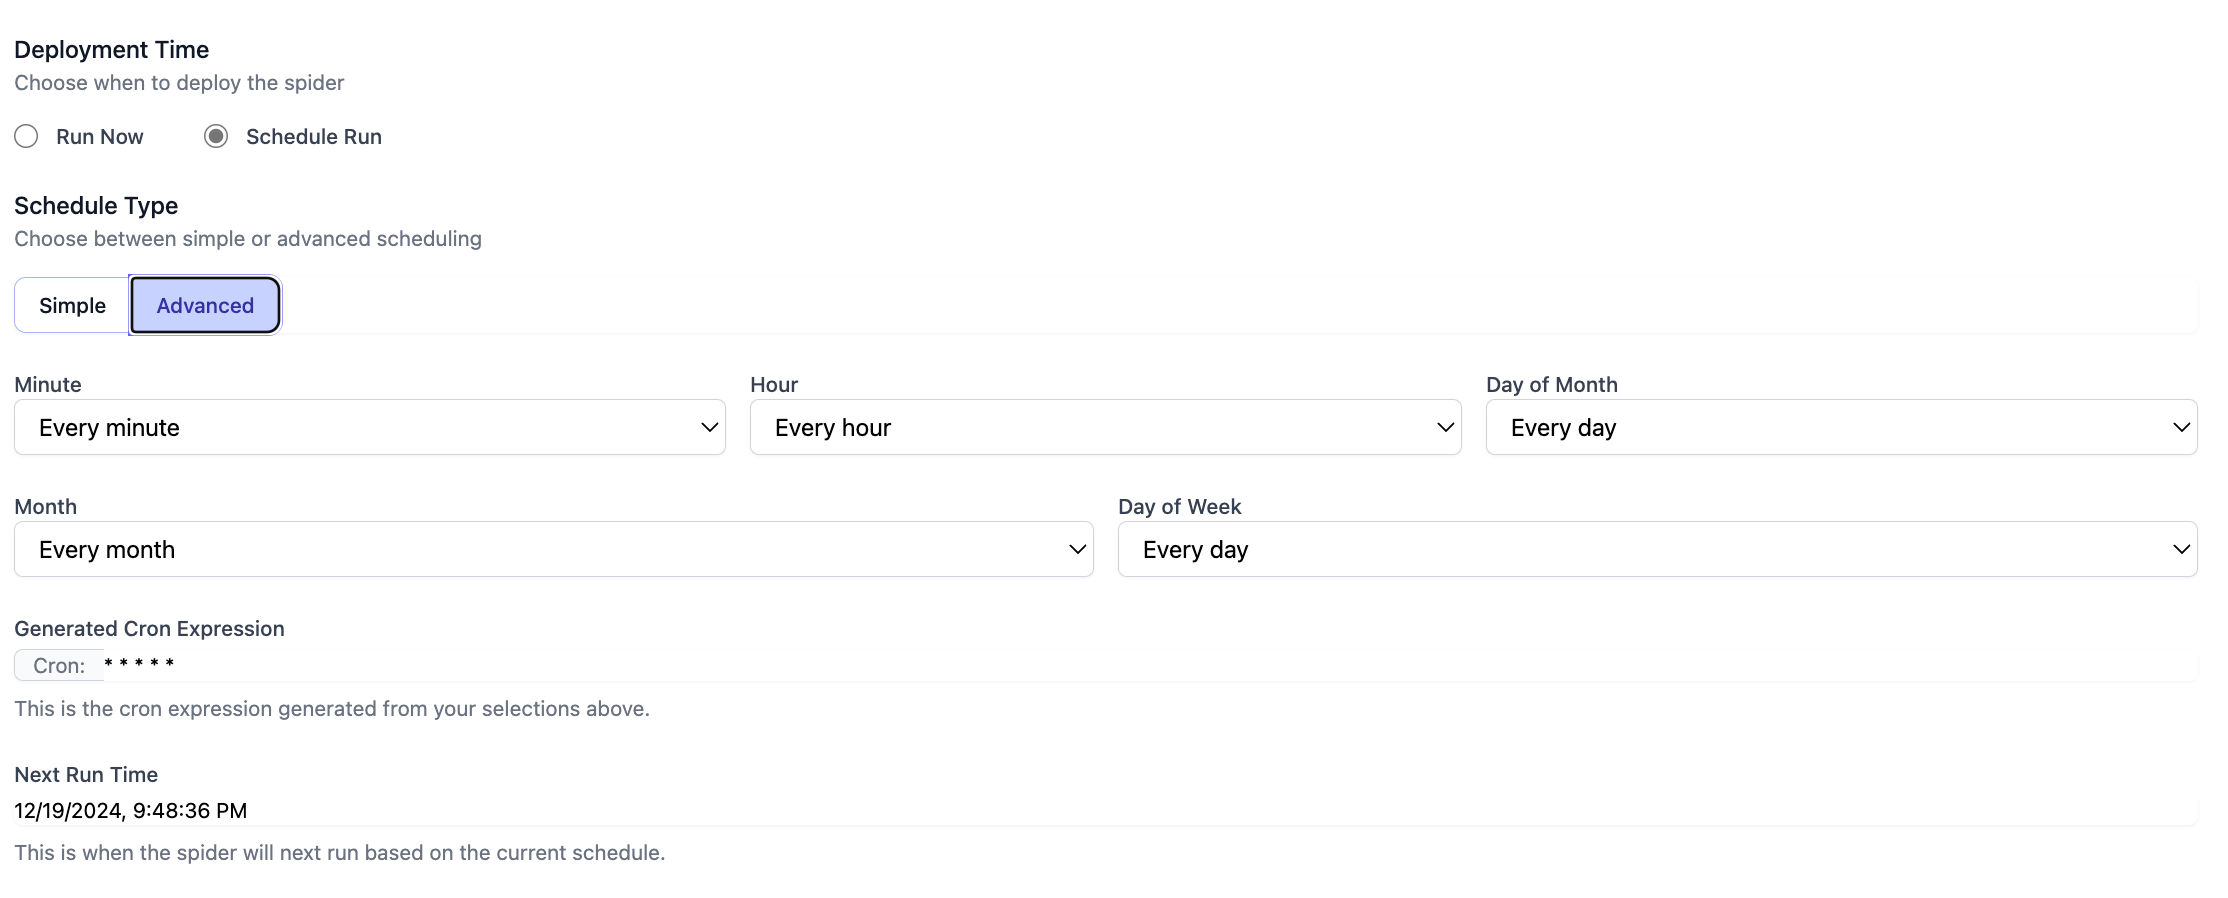 Deployment Time
Choose when to deploy the spider
Run Now Schedule Run
Schedule Type
Choose between simple or advanced scheduling
Simple Advanced
Minute Hour Day of Month
Every minute Every hour Every day
Month Day of Week
Every month Every day
Generated Cron Expression
Cron: * * * * *
This is the cron expression generated from your selections above.
Next Run Time
12/19/2024, 9:48:36 PM
This is when the spider will next run based on the current schedule.